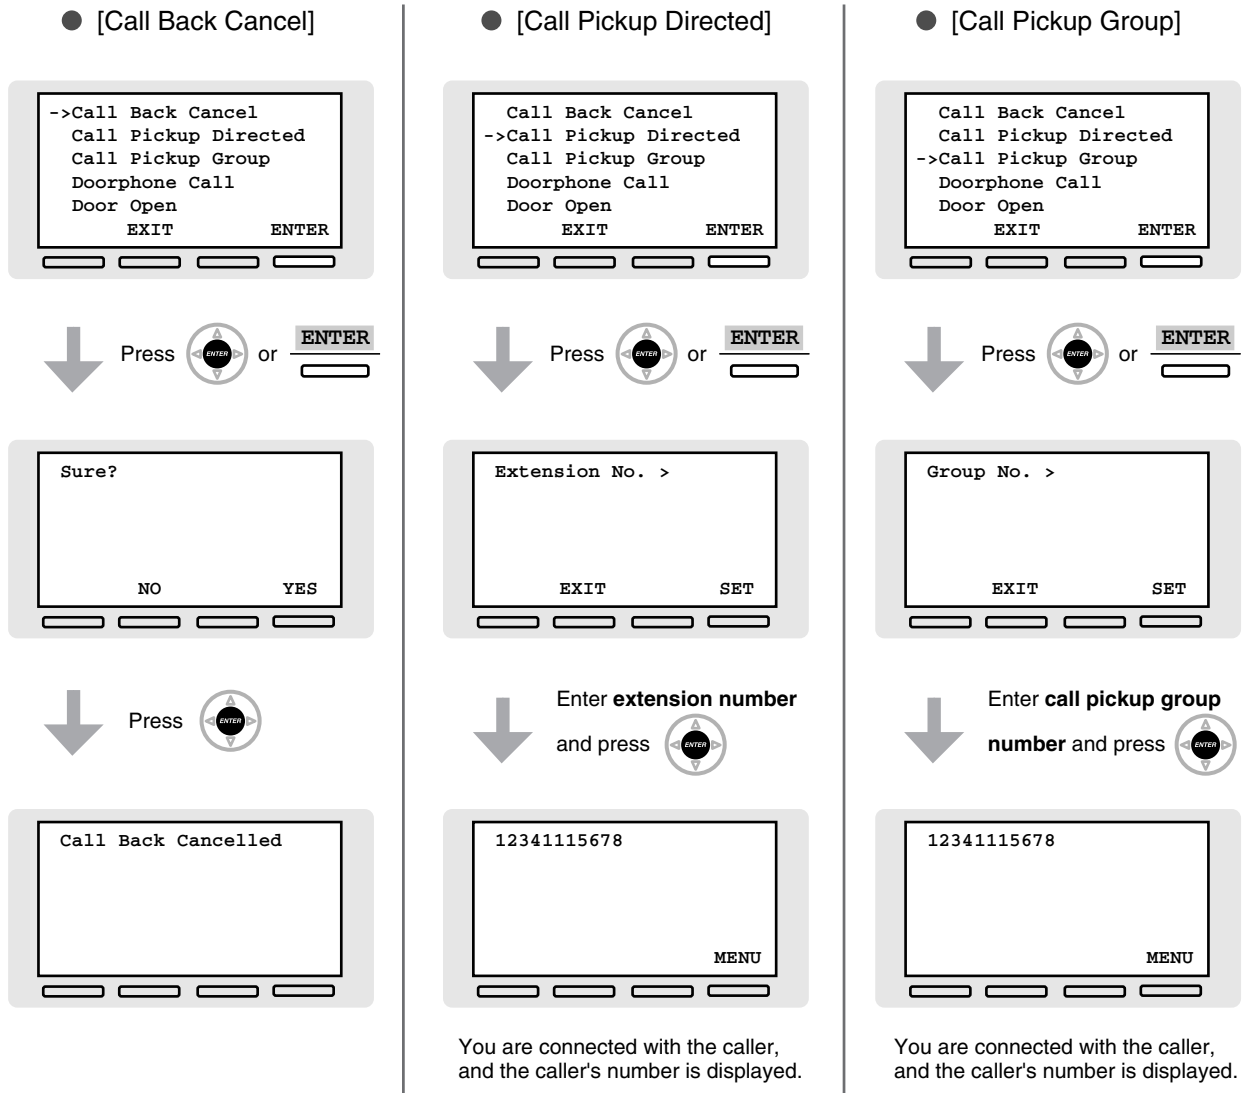 ● [Call Back Cancel]
->Call Back Cancel
Call Pickup Directed
Call Pickup Group
Doorphone Call
Door Open
EXIT ENTER
Press ENTER or ENTER
Sure?
NO YES
Press ENTER
Call Back Cancelled
● [Call Pickup Directed]
Call Back Cancel
->Call Pickup Directed
Call Pickup Group
Doorphone Call
Door Open
EXIT ENTER
Press ENTER or ENTER
Extension No. >
EXIT SET
Enter extension number
and press ENTER
12341115678
MENU
You are connected with the caller,
and the caller's number is displayed.
● [Call Pickup Group]
Call Back Cancel
Call Pickup Directed
->Call Pickup Group
Doorphone Call
Door Open
EXIT ENTER
Press ENTER or ENTER
Group No. >
EXIT SET
Enter call pickup group
number and press ENTER
12341115678
MENU
You are connected with the caller,
and the caller's number is displayed.